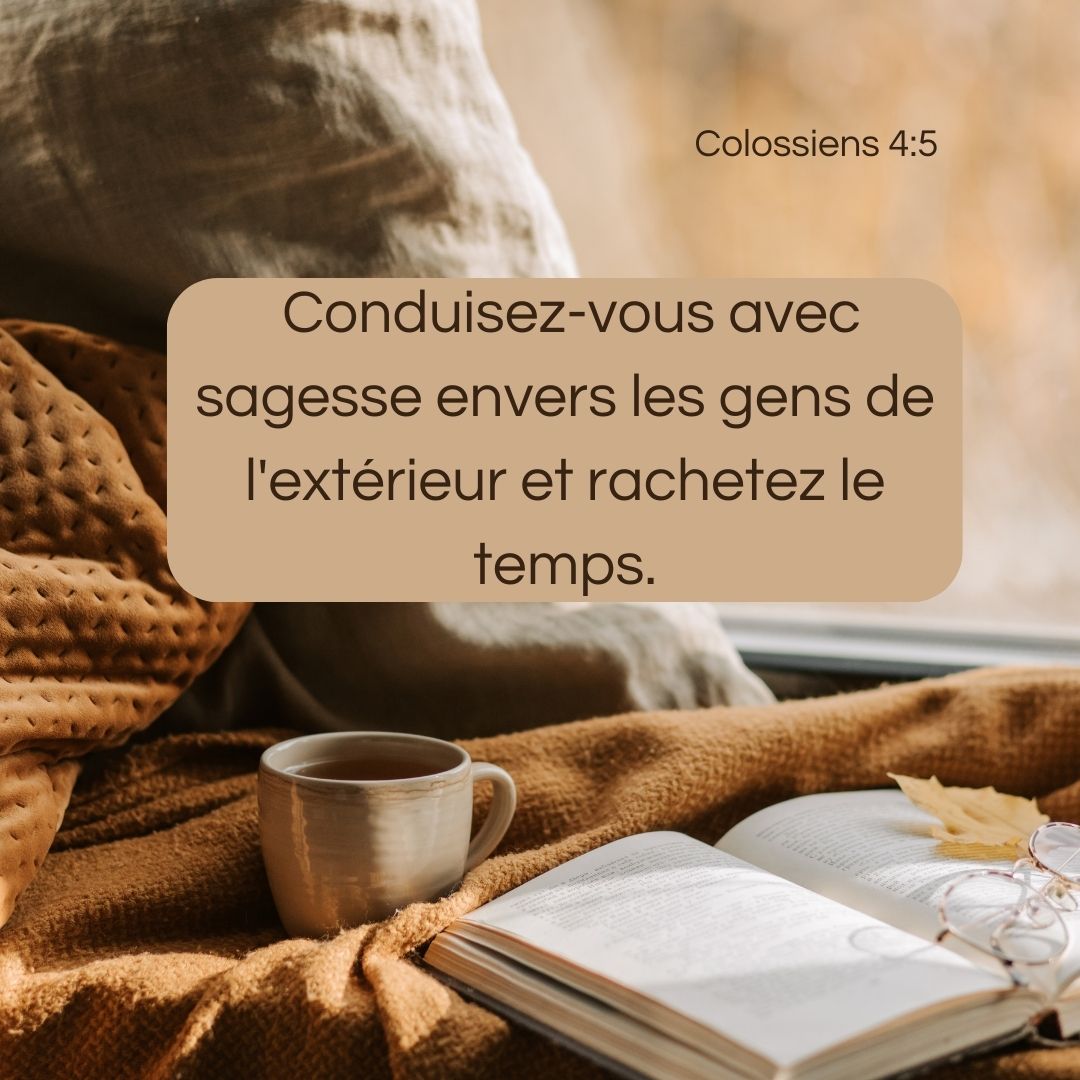 Colossiens 4:5
Conduisez-vous avec
sagesse envers les gens de
l'extérieur et rachetez le
temps.